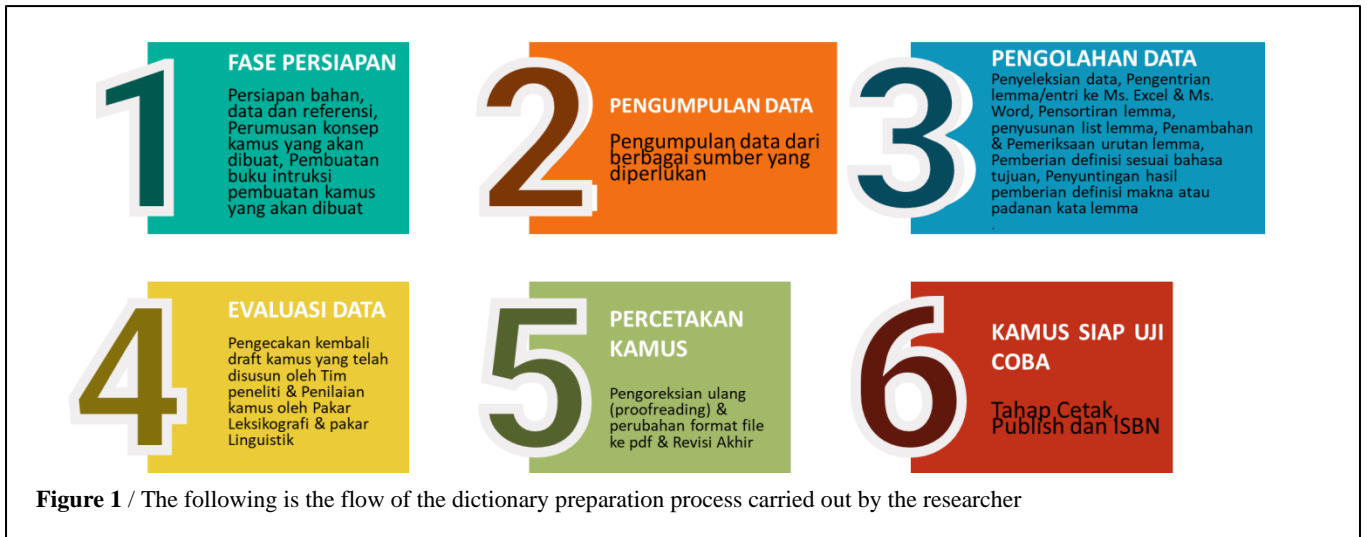 1
FASE PERSIAPAN
Persiapan bahan,
data dan referensi,
Perumusan konsep
kamus yang akan
dibuat, Pembuatan
buku intruksi
pembuatan kamus
yang akan dibuat
2
PENGUMPULAN DATA
Pengumpulan data dari
berbagai sumber yang
diperlukan
3
PENGOLAHAN DATA
Penyeleksian data, Pengentrian
lemma/entri ke Ms. Excel & Ms.
Word, Pensortiran lemma,
penyusunan list lemma, Penambahan
& Pemeriksaan urutan lemma,
Pemberian definisi sesuai bahasa
tujuan, Penyuntingan hasil
pemberian definisi makna atau
padanan kata lemma
.
4
EVALUASI DATA
Pengecakan kembali
draft kamus yang telah
disusun oleh Tim
peneliti & Penilaian
kamus oleh Pakar
Leksikografi & pakar
Linguistik
5
PERCETAKAN
KAMUS
Pengoreksian ulang
(proofreading) &
perubahan format file
ke pdf & Revisi Akhir
6
KAMUS SIAP UJI
COBA
Tahap Cetak,
Publish dan ISBN
Figure 1 / The following is the flow of the dictionary preparation process carried out by the researcher